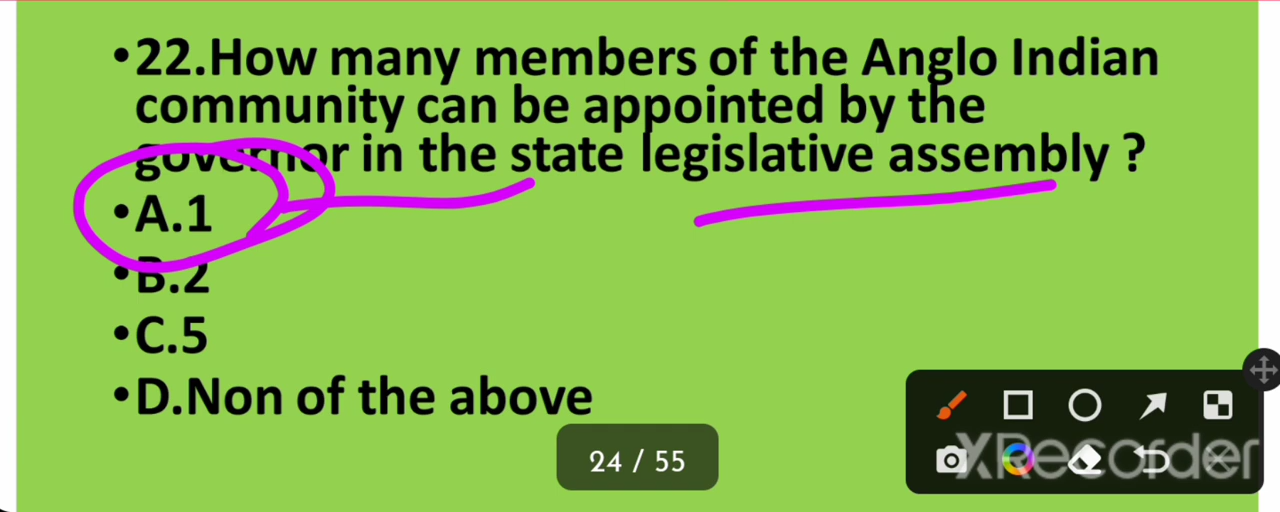 •22.How many members of the Anglo Indian
community can be appointed by the
governor in the state legislative assembly ?
•A.1
•B.2
•C.5
•D.Non of the above
24 / 55
XRecorder